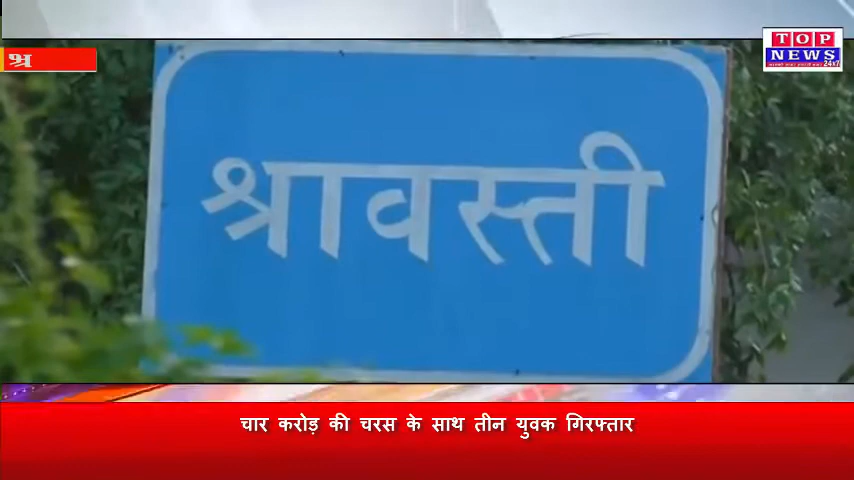 TOP
NEWS
24x7
श्रावस्ती
चार करोड़ की चरस के साथ तीन युवक गिरफ्तार